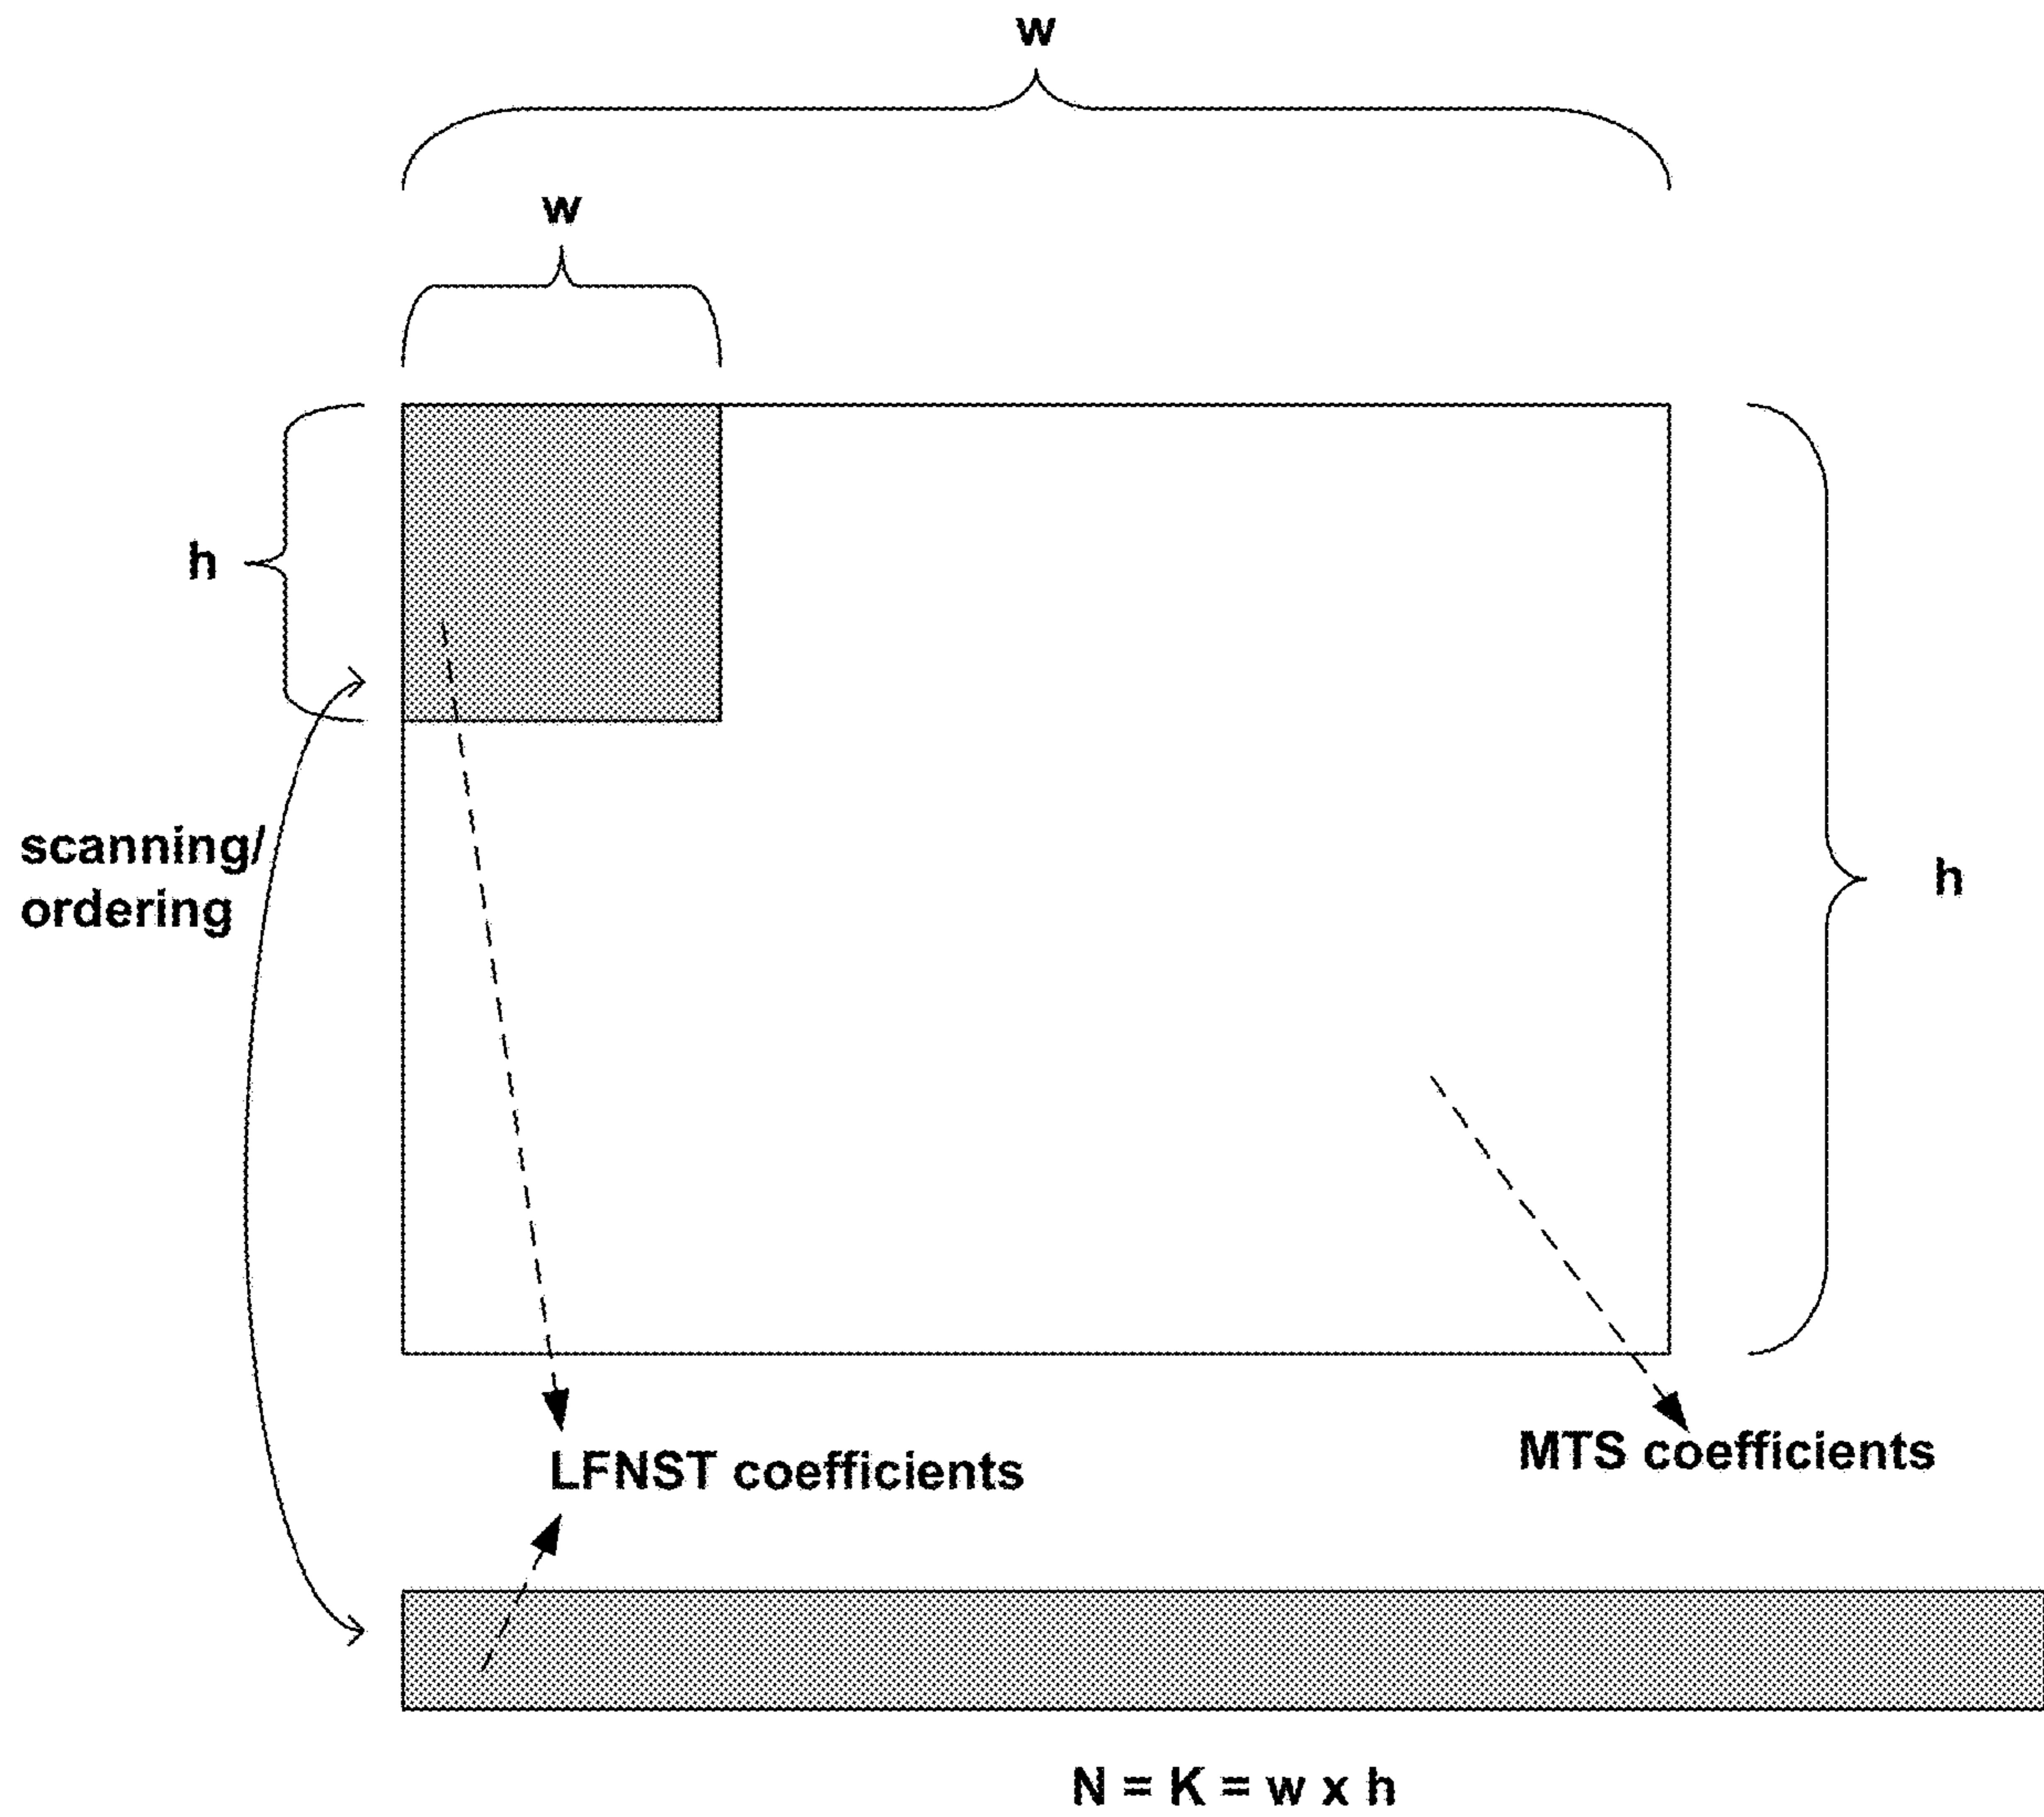 w
w
h
h
scanning/
ordering
LFNST coefficients
MTS coefficients
N = K = w x h